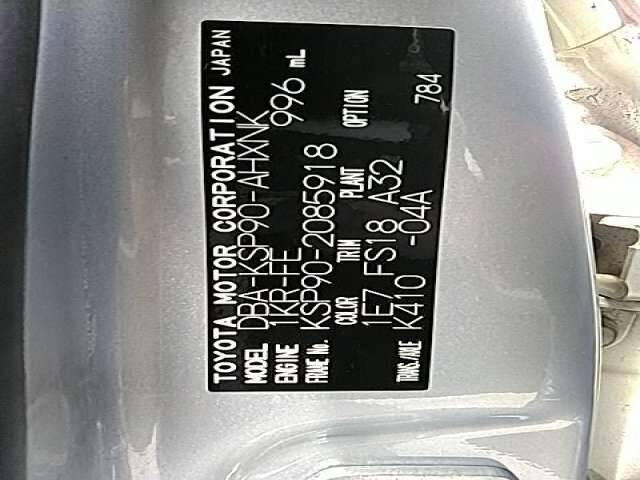 TOYOTA MOTOR CORPORATION JAPAN
MODEL DBA-KSP90-AHXNK
ENGINE 1KR-FE 996 mL
FRAME No. KSP90-2085918
COLOR TRIM PLANT OPTION
1E7 FS18 A32
TRANS./AXLE K410 -04A 784